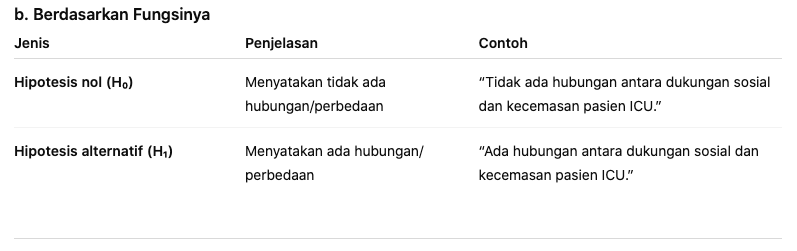 b. Berdasarkan Fungsinya
Jenis Penjelasan Contoh
Hipotesis nol (H₀) Menyatakan tidak ada “Tidak ada hubungan antara dukungan sosial
hubungan/perbedaan dan kecemasan pasien ICU.”
Hipotesis alternatif (H₁) Menyatakan ada hubungan/ “Ada hubungan antara dukungan sosial dan
perbedaan kecemasan pasien ICU.”